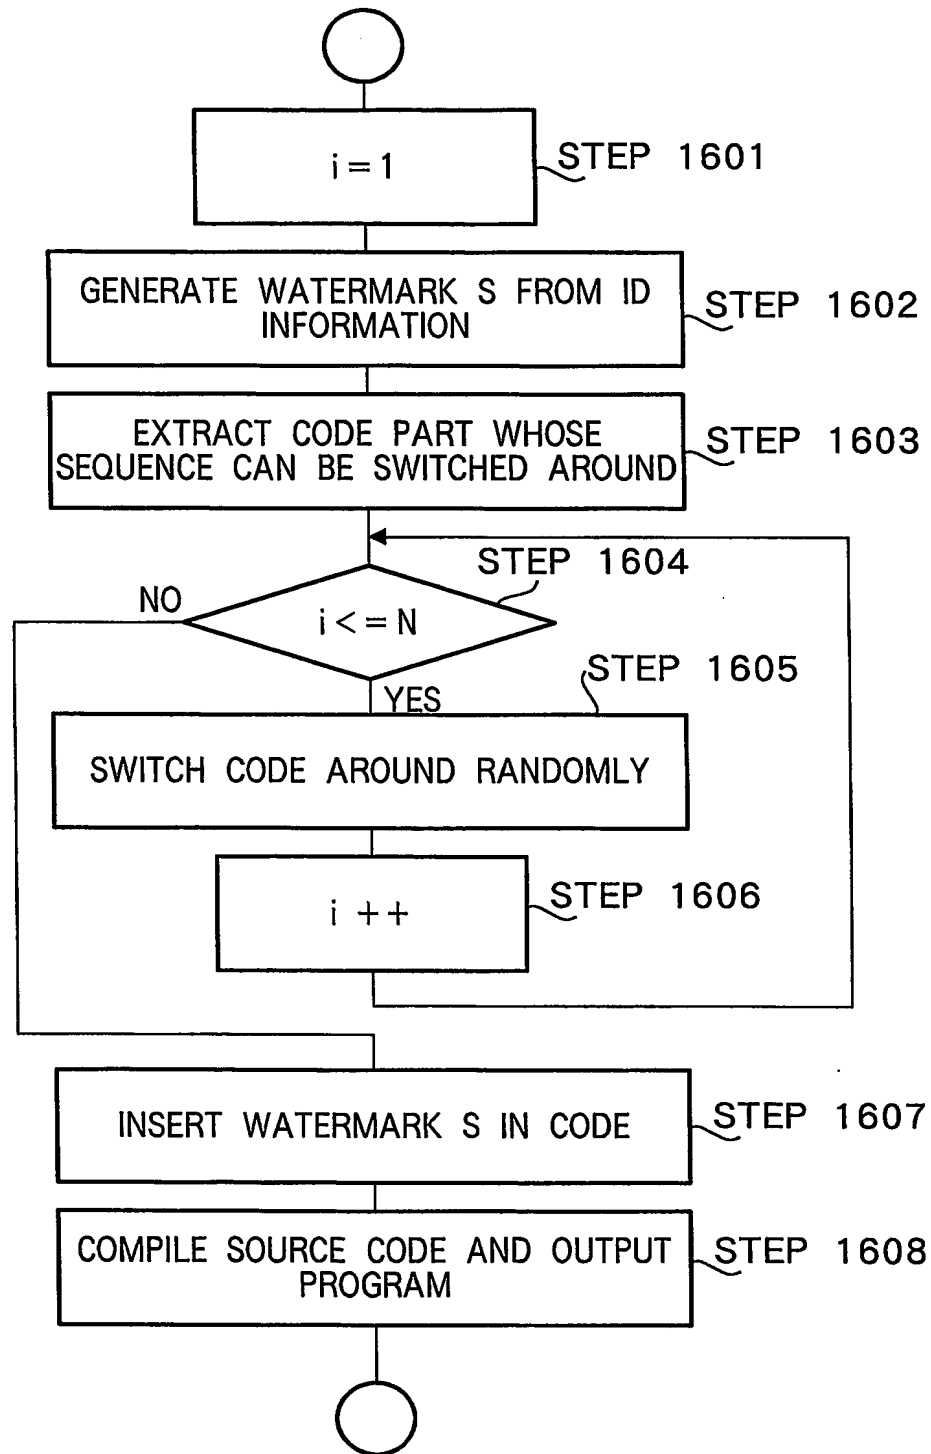 i = 1
STEP 1601
GENERATE WATERMARK S FROM ID
INFORMATION
STEP 1602
EXTRACT CODE PART WHOSE
SEQUENCE CAN BE SWITCHED AROUND
STEP 1603
STEP 1604
NO
i < = N
STEP 1605
YES
SWITCH CODE AROUND RANDOMLY
i + +
STEP 1606
INSERT WATERMARK S IN CODE
STEP 1607
COMPILE SOURCE CODE AND OUTPUT
PROGRAM
STEP 1608